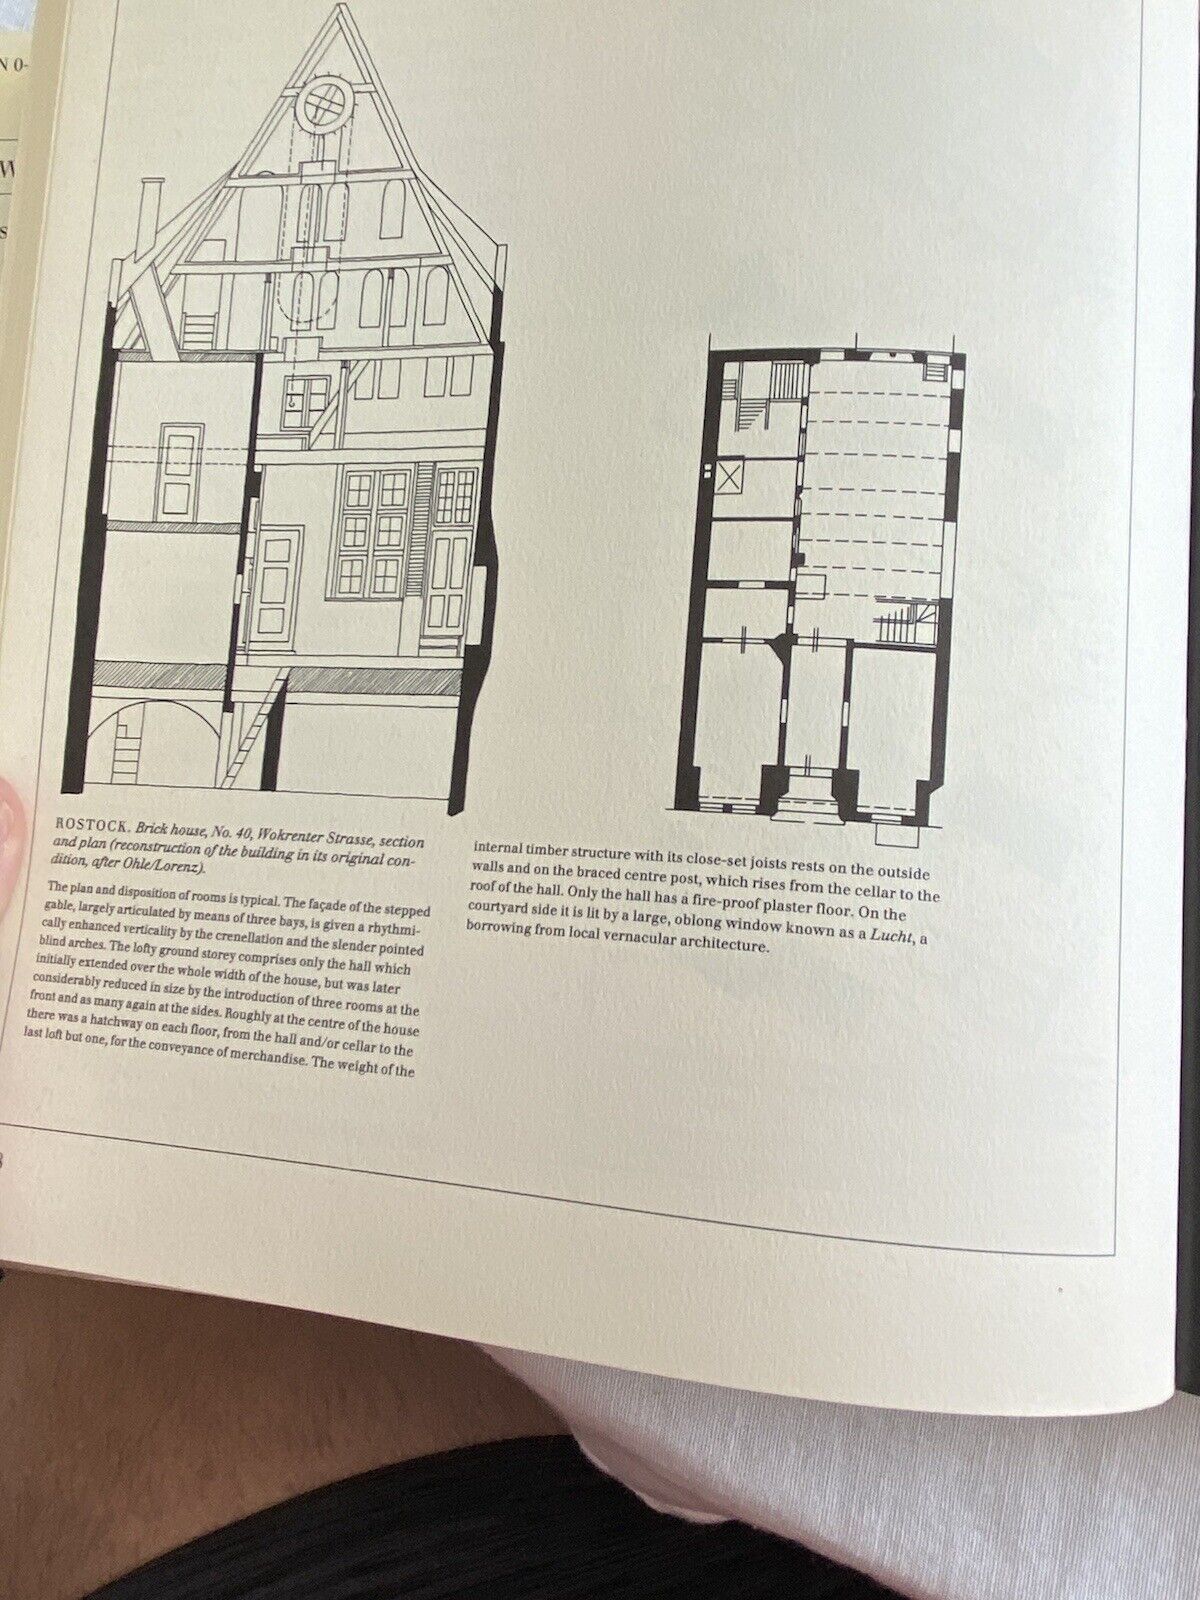 N 0-
W
s
ROSTOCK. Brick house, No. 40, Wokrenter Strasse, section
and plan (reconstruction of the building in its original con-
dition, after Ohle/Lorenz).
The plan and disposition of rooms is typical. The façade of the stepped
gable, largely articulated by means of three bays, is given a rhythmi-
cally enhanced verticality by the crenellation and the slender pointed
blind arches. The lofty ground storey comprises only the hall which
initially extended over the whole width of the house, but was later
considerably reduced in size by the introduction of three rooms at the
front and as many again at the sides. Roughly at the centre of the house
there was a hatchway on each floor, from the hall and/or cellar to the
last loft but one, for the conveyance of merchandise. The weight of the
internal timber structure with its close-set joists rests on the outside
walls and on the braced centre post, which rises from the cellar to the
roof of the hall. Only the hall has a fire-proof plaster floor. On the
courtyard side it is lit by a large, oblong window known as a Lucht, a
borrowing from local vernacular architecture.